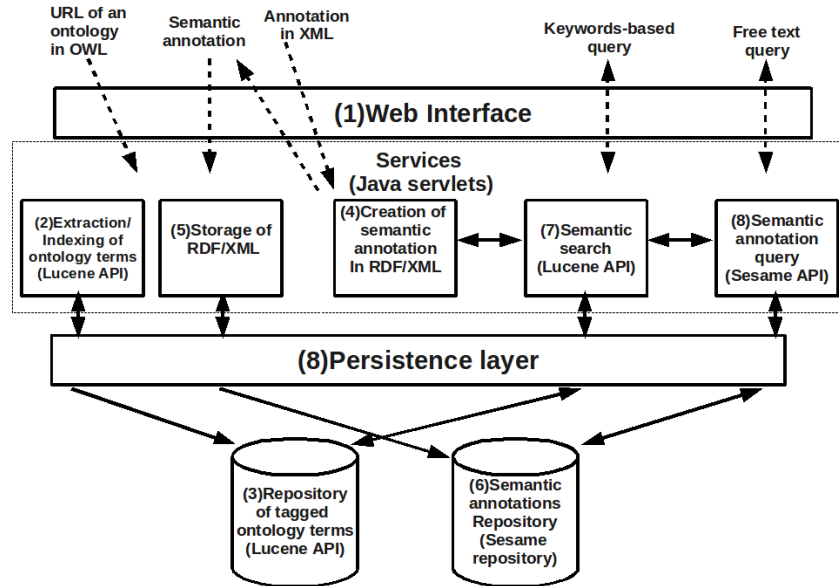 URL of an
ontology
in OWL
Semantic
annotation
Annotation
in XML
Keywords-based
query
Free text
query
(1)Web Interface
Services
(Java servlets)
(2)Extraction/
Indexing of
ontology terms
(Lucene API)
(5)Storage of
RDF/XML
(4)Creation of
semantic
annotation
In RDF/XML
(7)Semantic
search
(Lucene API)
(8)Semantic
annotation
query
(Sesame API)
(8)Persistence layer
(3)Repository
of tagged
ontology terms
(Lucene API)
(6)Semantic
annotations
Repository
(Sesame
repository)